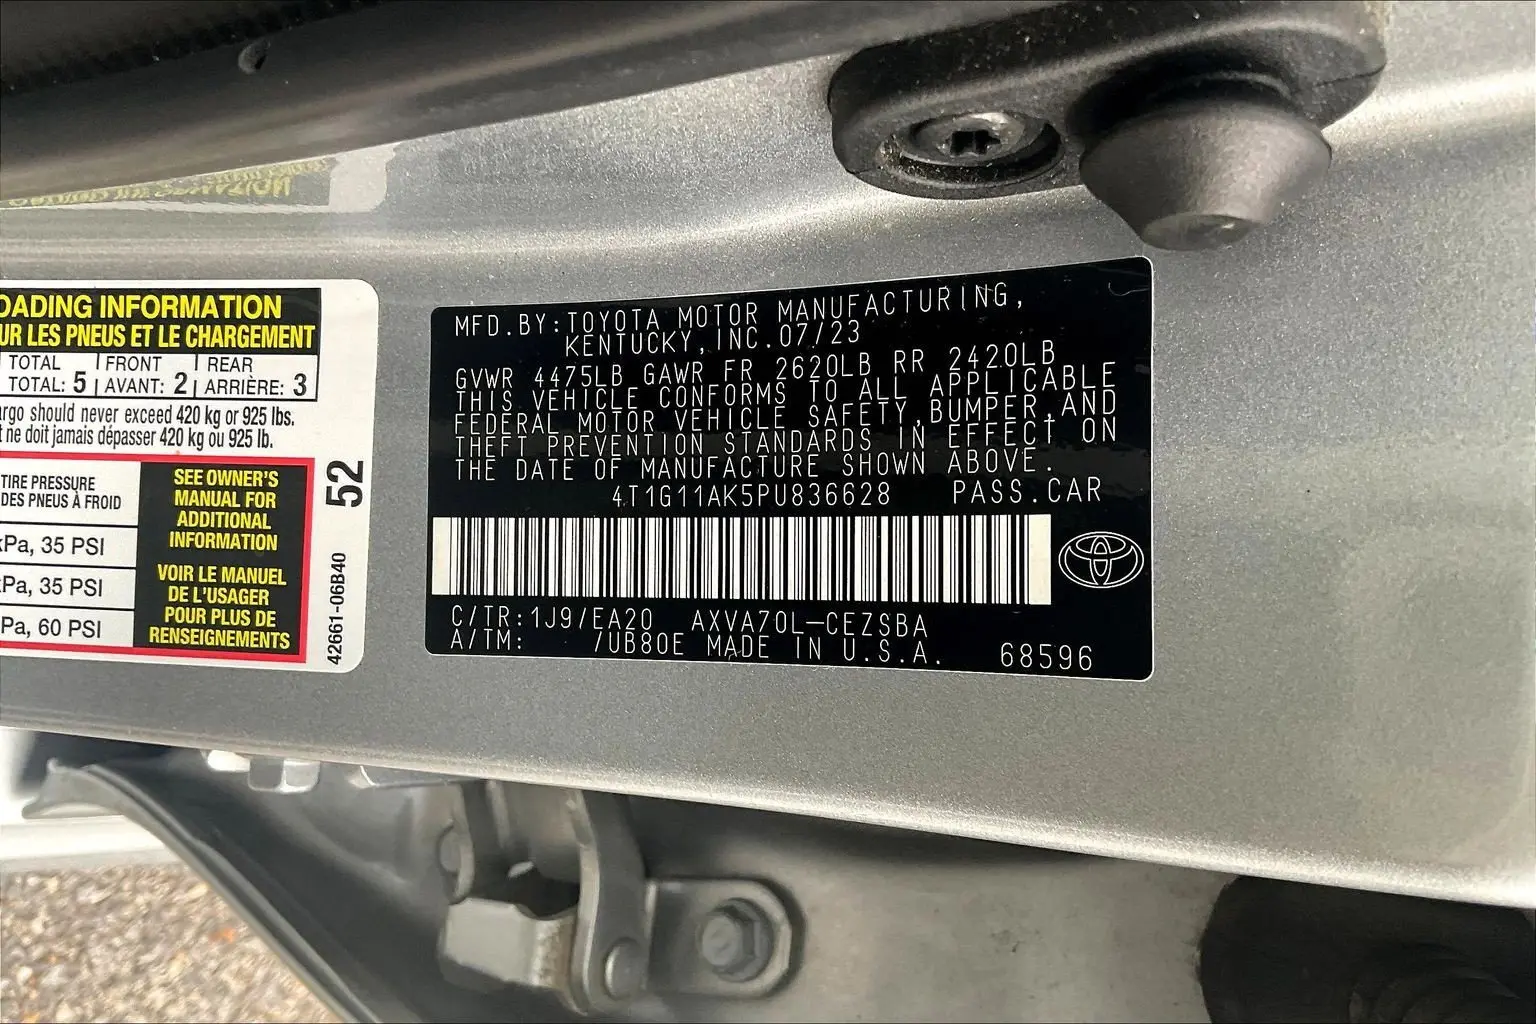 OADING INFORMATION
UR LES PNEUS ET LE CHARGEMENT
TOTAL | FRONT | REAR
TOTAL: 5 | AVANT: 2 | ARRIÈRE: 3
rgo should never exceed 420 kg or 925 lbs.
t ne doit jamais dépasser 420 kg ou 925 lb.
TIRE PRESSURE
DES PNEUS À FROID
kPa, 35 PSI
kPa, 35 PSI
Pa, 60 PSI
SEE OWNER'S
MANUAL FOR
ADDITIONAL
INFORMATION
VOIR LE MANUEL
DE L'USAGER
POUR PLUS DE
RENSEIGNEMENTS
52
42661-06B40
MFD.BY:TOYOTA MOTOR MANUFACTURING,
KENTUCKY, INC. 07/23
GVWR 4475LB GAWR FR 2620LB RR 2420LB
THIS VEHICLE CONFORMS TO ALL APPLICABLE
FEDERAL MOTOR VEHICLE SAFETY,BUMPER,AND
THEFT PREVENTION STANDARDS IN EFFECT ON
THE DATE OF MANUFACTURE SHOWN ABOVE.
4T1G11AK5PU836628 PASS.CAR
C/TR:1J9/EA20 AXVA70L-CEZSBA
A/TM: /UB80E MADE IN U.S.A. 68596